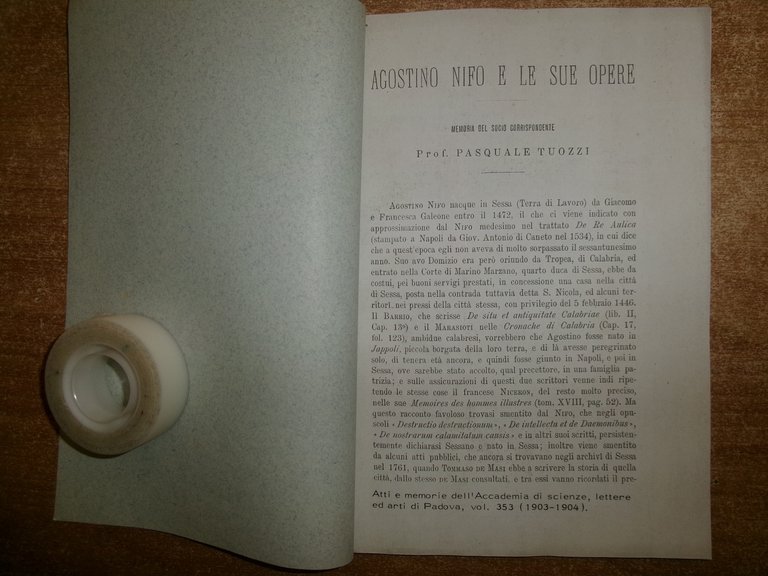 AGOSTINO NIFO E LE SUE OPERE
MEMORIA DEL SOCIO CORRISPONDENTE
Prof. PASQUALE TUOZZI
AGOSTINO NIFO nacque in Sessa (Terra di Lavoro) da Giacomo
e Francesca Galeone entro il 1472, il che ci viene indicato con
approssimazione dal NIFO medesimo nel trattato De Re Aulica
(stampato a Napoli da Giov. Antonio di Caneto nel 1534), in cui dice
che a quest'epoca egli non aveva di molto sorpassato il sessantunesimo
anno. Suo avo Domizio era però oriundo da Tropea, di Calabria, ed
entrato nella Corte di Marino Marzano, quarto duca di Sessa, ebbe da
costui, pei buoni servigi prestati, in concessione una casa nella città
di Sessa, posta nella contrada tuttavia detta S. Nicola, ed alcuni ter-
ritori nei pressi della città stessa, con privilegio del 5 febbraio 1446.
Il BARRIO, che scrisse De situ et antiquitate Calabriae (lib. II,
Cap. 13º) e il MARAFIOTI nelle Cronache di Calabria (Cap. 17,
fol. 123), ambidue calabresi, vorrebbero che Agostino fosse nato in
Jappoli, piccola borgata della loro terra, e di là avesse peregrinato
solo, di tenera età ancora, e quindi fosse giunto in Napoli, e poi in
Sessa, ove sarebbe stato accolto, qual precettore, in una famiglia pa-
trizia; e sulle assicurazioni di questi due scrittori venne indi ripe-
tendo le stesse cose il francese NICERON, del resto molto preciso,
nelle sue Memoires des hommes illustres (tom. XVIII, pag. 52). Ma
questo racconto favoloso trovasi smentito dal NIFO, che negli opu-
scoli «Destructio destructionum», «De intellectu et de Daemonibus»,
«De nostrarum calamitatum causis» e in altri suoi scritti, persisten-
temente dichiarasi Sessano e nato in Sessa; inoltre viene smentito
da alcuni atti pubblici, che ancora si trovavano negli archivi di Sessa
nel 1761, quando TOMMASO DE MASI ebbe a scrivere la storia di quella
città, dallo stesso DE MASI consultati, e tra essi vanno ricordati il pre-
Atti e memorie dell'Accademia di scienze, lettere
ed arti di Padova, vol. 353 (1903-1904).